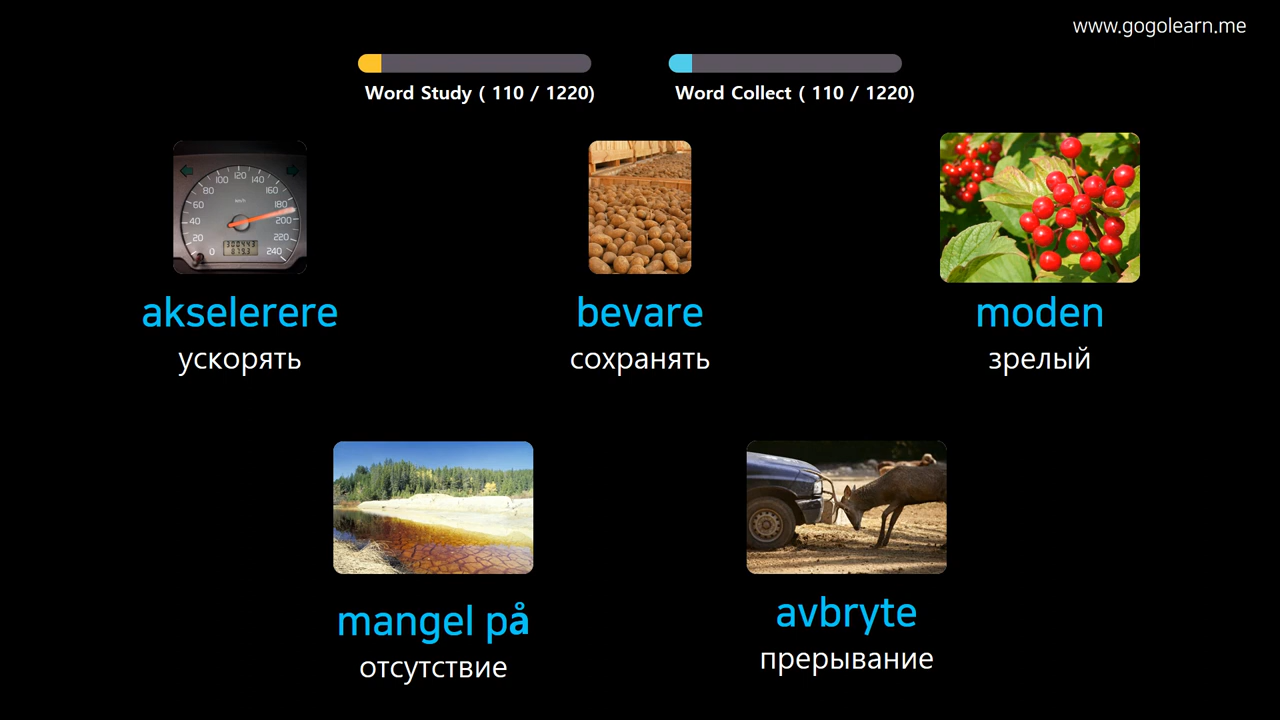 www.gogolearn.me
Word Study ( 110 / 1220)
Word Collect ( 110 / 1220)
akselerere
ускорять
bevare
сохранять
moden
зрелый
mangel på
отсутствие
avbryte
прерывание